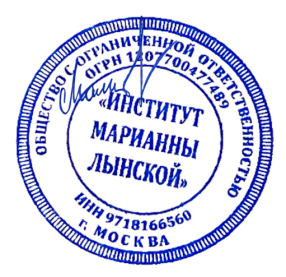 ОБЩЕСТВО С ОГРАНИЧЕННОЙ ОТВЕТСТВЕННОСТЬЮ
ОГРН 1207700477489
«ИНСТИТУТ
МАРИАННЫ
ЛЫНСКОЙ»
ИНН 9718166560
г. МОСКВА